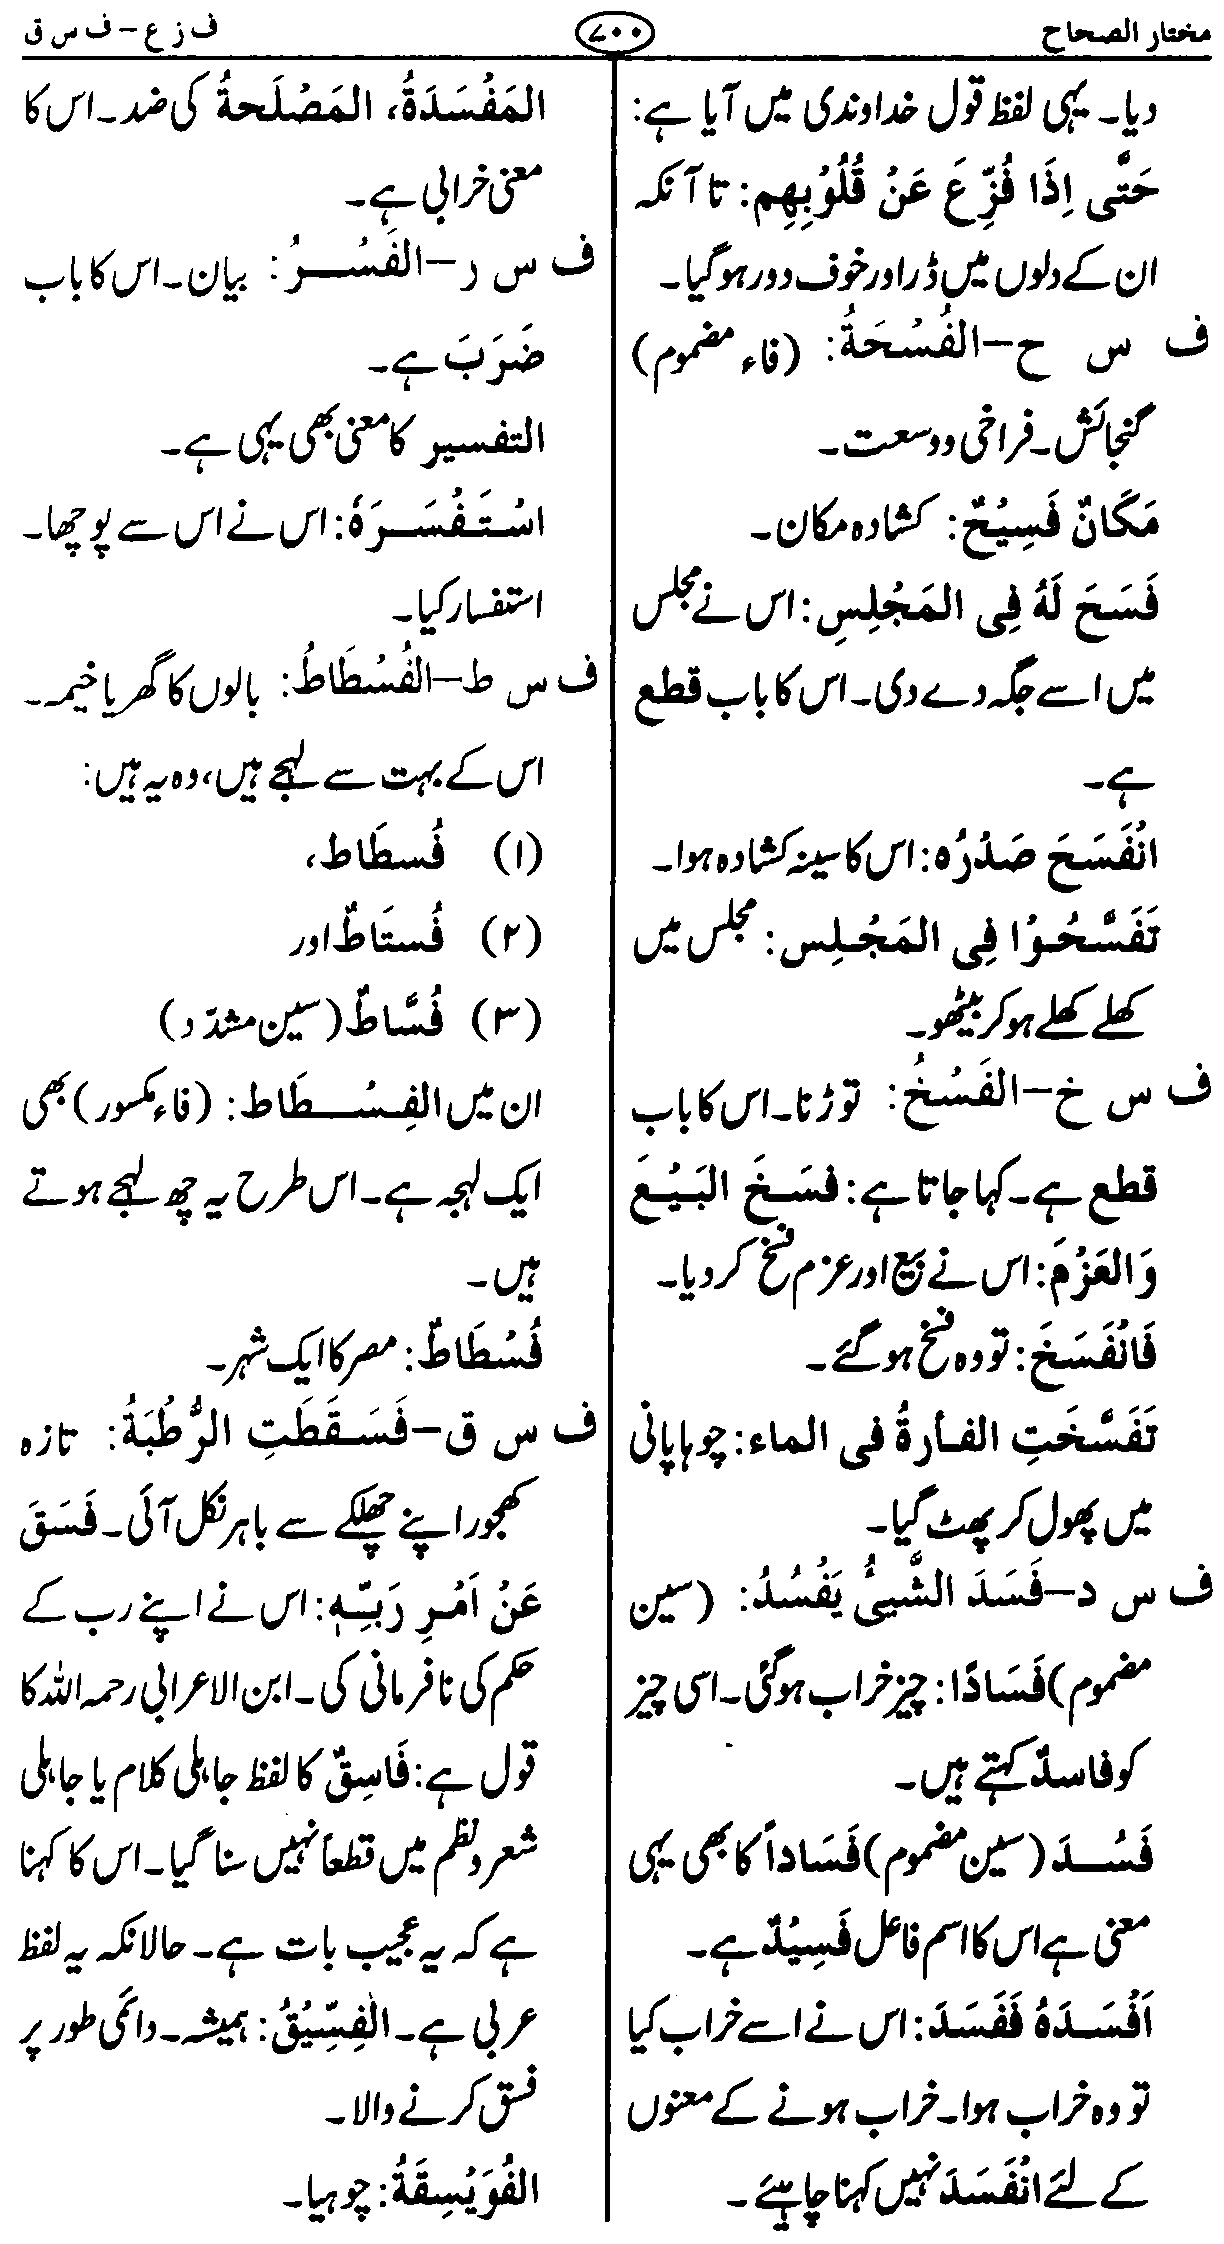 مختار الصحاح
۷۰۰
ف ز ع – ف س ق
دیا۔ یہی لفظ قول خداوندی میں آیا ہے:
حَتّٰی اِذَا فُزِّعَ عَنْ قُلُوْبِهِم: تا آنکہ
ان کے دلوں میں ڈر اور خوف دور ہوگیا۔
ف س ح – الفُسْحَةُ: (فاء مضموم)
گنجائش۔ فراخی و وسعت۔
مَکَانٌ فَسِیْحٌ: کشادہ مکان۔
فَسَحَ لَهُ فِی المَجْلِسِ: اس نے مجلس
میں اسے جگہ دے دی۔ اس کا باب قطع
ہے۔
انْفَسَحَ صَدْرُه: اس کا سینہ کشادہ ہوا۔
تَفَسَّحُوْا فِی المَجْلِس: مجلس میں
کھلے کھلے ہو کر بیٹھو۔
ف س خ – الفَسْخُ: توڑنا۔ اس کا باب
قطع ہے۔ کہا جاتا ہے: فَسَخَ البَیْعَ
وَالعَزْمَ: اس نے بیع اور عزم فسخ کر دیا۔
فَانْفَسَخَ: تو وہ فسخ ہو گئے۔
تَفَسَّخَتِ الفأرةُ فی الماء: چوہا پانی
میں پھول کر پھٹ گیا۔
ف س د – فَسَدَ الشَّیئُ یَفْسُدُ: (سین
مضموم) فَسَادًا: چیز خراب ہوگئی۔ اسی چیز
کو فاسدٌ کہتے ہیں۔
فَسُدَ (سین مضموم) فَسَاداً کا بھی یہی
معنی ہے اس کا اسم فاعل فَسِیْدٌ ہے۔
اَفْسَدَهُ فَفَسَدَ: اس نے اسے خراب کیا
تو وہ خراب ہوا۔ خراب ہونے کے معنوں
کے لئے انْفَسَدَ نہیں کہنا چاہیئے۔
المَفْسَدَةُ، المَصْلَحةُ کی ضد۔ اس کا
معنی خرابی ہے۔
ف س ر – الفَسْرُ: بیان۔ اس کا باب
ضَرَبَ ہے۔
التفسیر کا معنی بھی یہی ہے۔
اسْتَفْسَرَهُ: اس نے اس سے پوچھا۔
استفسار کیا۔
ف س ط – الفُسْطَاطُ: بالوں کا گھر یا خیمہ۔
اس کے بہت سے لہجے ہیں، وہ یہ ہیں:
(۱) فُسطَاط،
(۲) فُستَاطٌ اور
(۳) فُسَّاطٌ (سین مشدّد)
ان میں الفِسْطَاط: (فاء مکسور) بھی
ایک لہجہ ہے۔ اس طرح یہ چھ لہجے ہوتے
ہیں۔
فُسْطَاطٌ: مصر کا ایک شہر۔
ف س ق – فَسَقَطَتِ الرُّطْبَةُ: تازہ
کھجور اپنے چھلکے سے باہر نکل آئی۔ فَسَقَ
عَنْ اَمْرِ رَبِّهٖ: اس نے اپنے رب کے
حکم کی نافرمانی کی۔ ابن الاعرابی رحمہ اللہ کا
قول ہے: فَاسِقٌ کا لفظ جاہلی کلام یا جاہلی
شعر و نظم میں قطعاً نہیں سنا گیا۔ اس کا کہنا
ہے کہ یہ عجیب بات ہے۔ حالانکہ یہ لفظ
عربی ہے۔ الفِسِّیْقُ: ہمیشہ۔ دائمی طور پر
فسق کرنے والا۔
الفُوَیْسِقَةُ: چوہیا۔